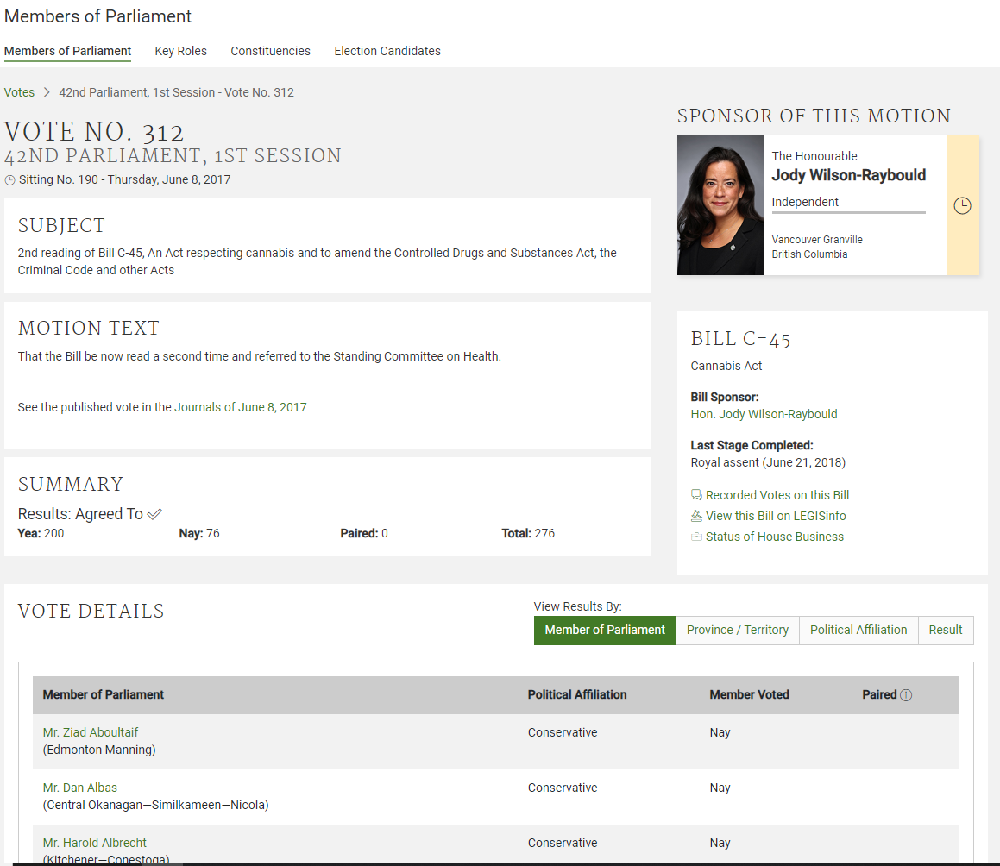 Members of Parliament
Members of Parliament Key Roles Constituencies Election Candidates
Votes > 42nd Parliament, 1st Session - Vote No. 312
VOTE NO. 312
42ND PARLIAMENT, 1ST SESSION
Sitting No. 190 - Thursday, June 8, 2017
SUBJECT
2nd reading of Bill C-45, An Act respecting cannabis and to amend the Controlled Drugs and Substances Act, the
Criminal Code and other Acts
MOTION TEXT
That the Bill be now read a second time and referred to the Standing Committee on Health.
See the published vote in the Journals of June 8, 2017
SUMMARY
Results: Agreed To
Yea: 200 Nay: 76 Paired: 0 Total: 276
SPONSOR OF THIS MOTION
The Honourable
Jody Wilson-Raybould
Independent
Vancouver Granville
British Columbia
BILL C-45
Cannabis Act
Bill Sponsor:
Hon. Jody Wilson-Raybould
Last Stage Completed:
Royal assent (June 21, 2018)
Recorded Votes on this Bill
View this Bill on LEGISinfo
Status of House Business
VOTE DETAILS
View Results By:
Member of Parliament Province / Territory Political Affiliation Result
Member of Parliament Political Affiliation Member Voted Paired
Mr. Ziad Aboultaif Conservative Nay
(Edmonton Manning)
Mr. Dan Albas Conservative Nay
(Central Okanagan—Similkameen—Nicola)
Mr. Harold Albrecht Conservative Nay
(Kitchener—Conestoga)